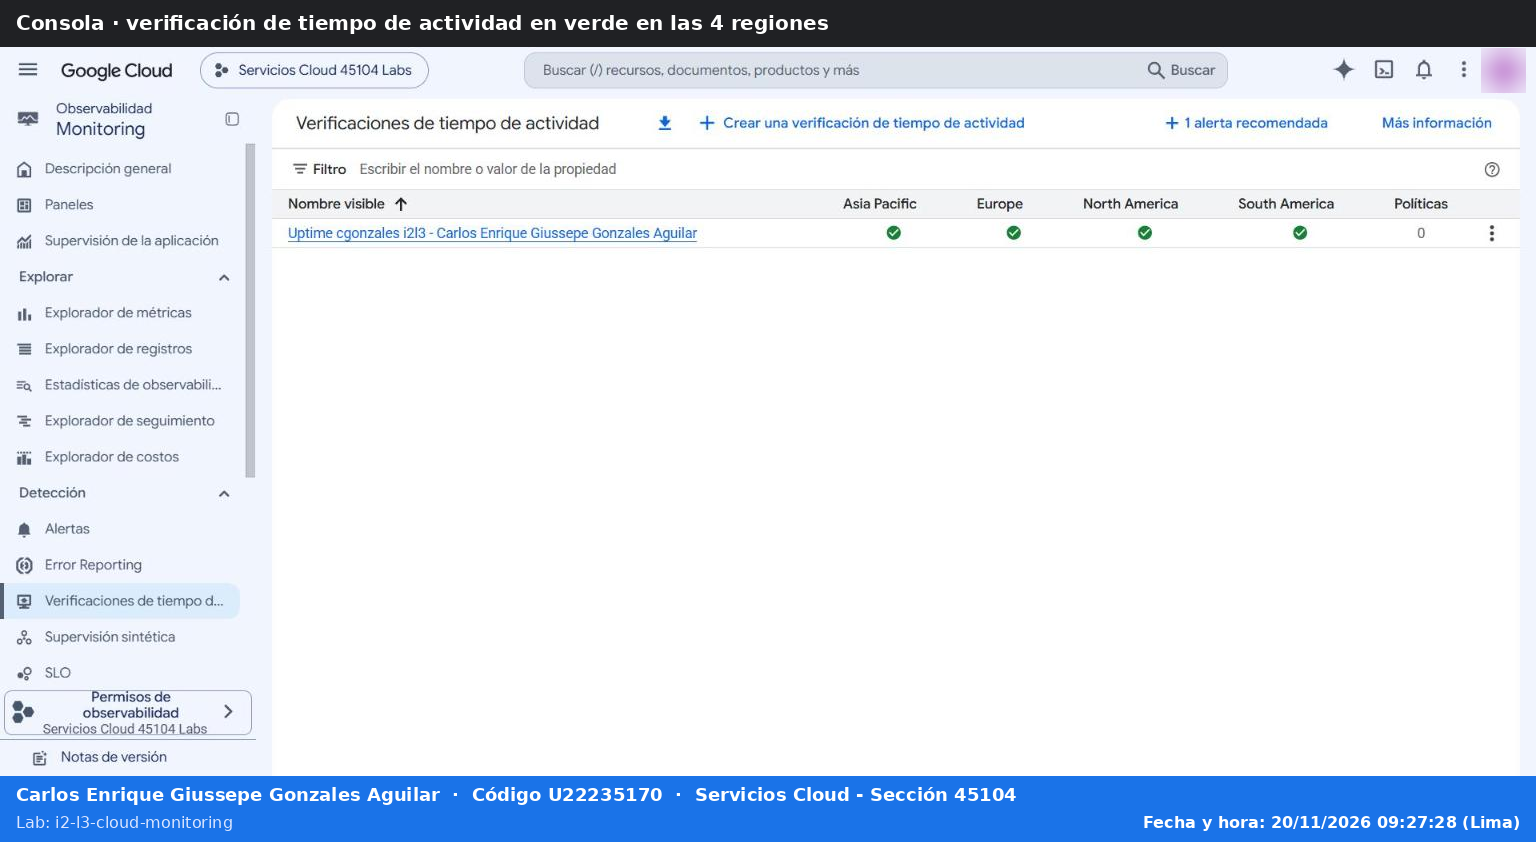 Consola · verificación de tiempo de actividad en verde en las 4 regiones
Google Cloud
Servicios Cloud 45104 Labs
Buscar (/) recursos, documentos, productos y más
Buscar
Observabilidad
Monitoring
Descripción general
Paneles
Supervisión de la aplicación
Explorar
Explorador de métricas
Explorador de registros
Estadísticas de observabili...
Explorador de seguimiento
Explorador de costos
Detección
Alertas
Error Reporting
Verificaciones de tiempo d...
Supervisión sintética
SLO
Permisos de
observabilidad
Servicios Cloud 45104 Labs
Notas de versión
Verificaciones de tiempo de actividad
Crear una verificación de tiempo de actividad
1 alerta recomendada
Más información
Filtro Escribir el nombre o valor de la propiedad
Nombre visible Asia Pacific Europe North America South America Políticas
Uptime cgonzales i2l3 - Carlos Enrique Giussepe Gonzales Aguilar 0
Carlos Enrique Giussepe Gonzales Aguilar · Código U22235170 · Servicios Cloud - Sección 45104
Lab: i2-l3-cloud-monitoring
Fecha y hora: 20/11/2026 09:27:28 (Lima)